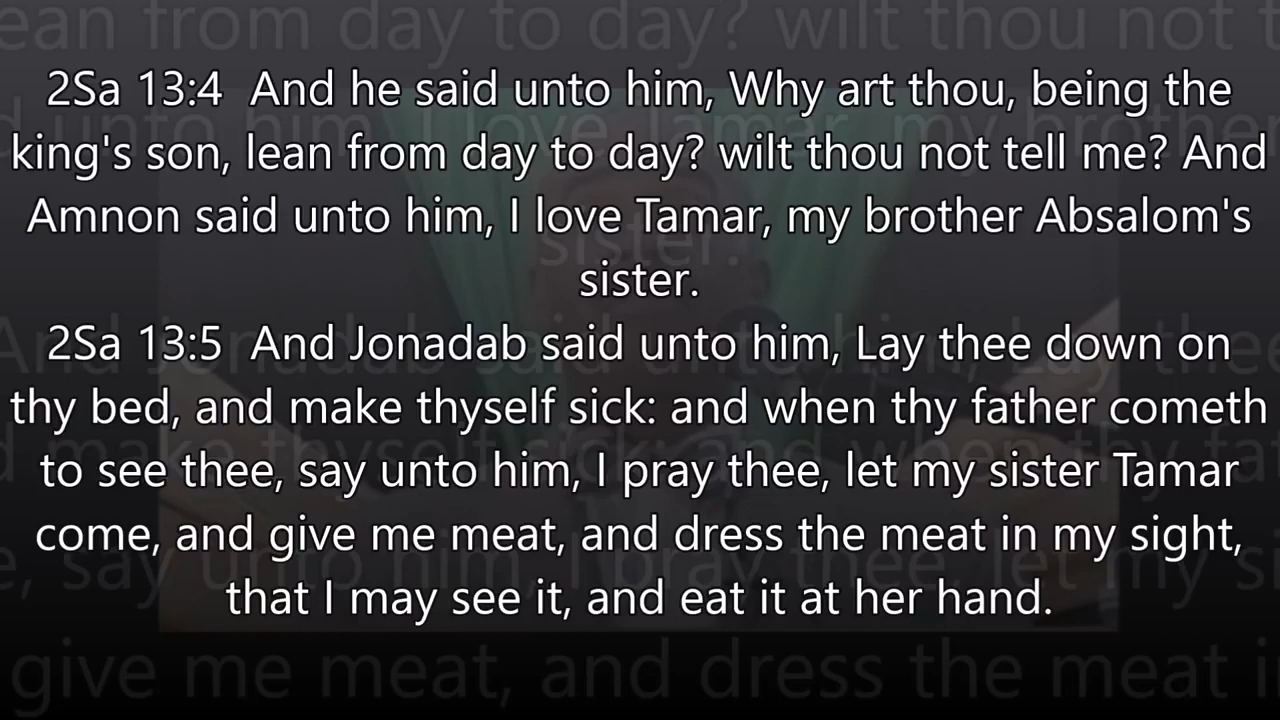 2Sa 13:4  And he said unto him, Why art thou, being the
king's son, lean from day to day? wilt thou not tell me? And
Amnon said unto him, I love Tamar, my brother Absalom's
sister.
2Sa 13:5  And Jonadab said unto him, Lay thee down on
thy bed, and make thyself sick: and when thy father cometh
to see thee, say unto him, I pray thee, let my sister Tamar
come, and give me meat, and dress the meat in my sight,
that I may see it, and eat it at her hand.